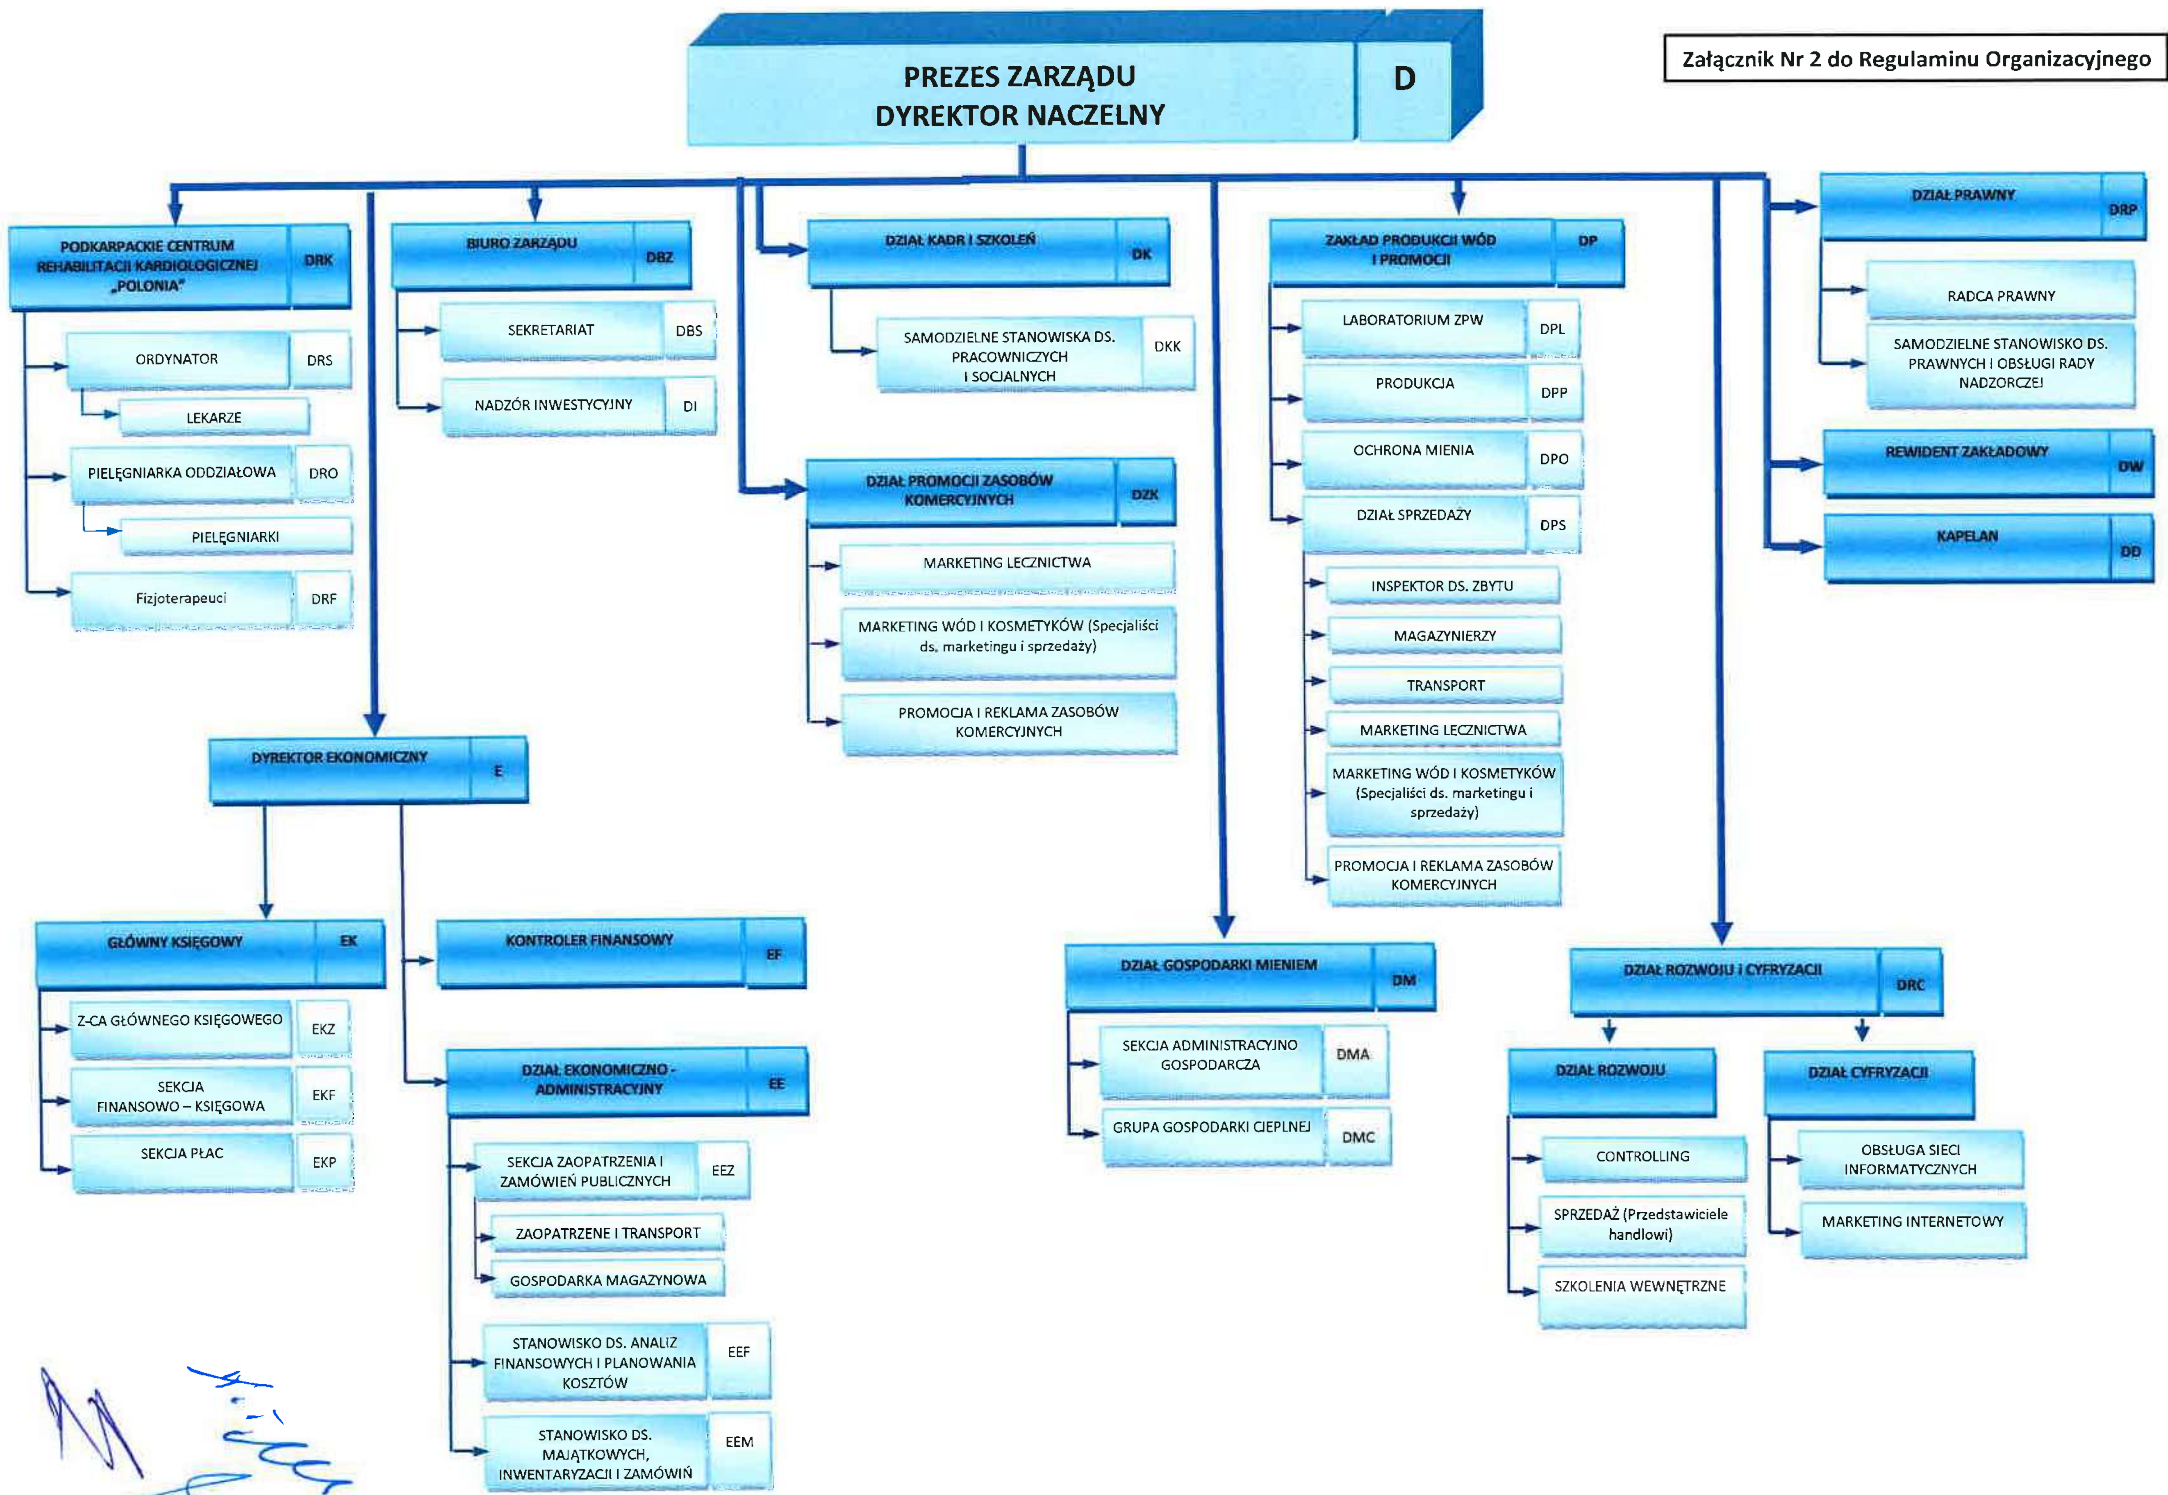 Załącznik Nr 2 do Regulaminu Organizacyjnego
PREZES ZARZĄDU
DYREKTOR NACZELNY
D
PODKARPACKIE CENTRUM
REHABILITACJI KARDIOLOGICZNEJ
„POLONIA”
DRK
ORDYNATOR
DRS
LEKARZE
PIELĘGNIARKA ODDZIAŁOWA
DRO
PIELĘGNIARKI
Fizjoterapeuci
DRF
BIURO ZARZĄDU
DBZ
SEKRETARIAT
DBS
NADZÓR INWESTYCYJNY
DI
DZIAŁ KADR I SZKOLEŃ
DK
SAMODZIELNE STANOWISKA DS.
PRACOWNICZYCH
I SOCJALNYCH
DKK
DZIAŁ PROMOCJI ZASOBÓW
KOMERCYJNYCH
DZK
MARKETING LECZNICTWA
MARKETING WÓD I KOSMETYKÓW (Specjaliści
ds. marketingu i sprzedaży)
PROMOCJA I REKLAMA ZASOBÓW
KOMERCYJNYCH
ZAKŁAD PRODUKCJI WÓD
I PROMOCJI
DP
LABORATORIUM ZPW
DPL
PRODUKCJA
DPP
OCHRONA MIENIA
DPO
DZIAŁ SPRZEDAŻY
DPS
INSPEKTOR DS. ZBYTU
MAGAZYNIERZY
TRANSPORT
MARKETING LECZNICTWA
MARKETING WÓD I KOSMETYKÓW
(Specjaliści ds. marketingu i
sprzedaży)
PROMOCJA I REKLAMA ZASOBÓW
KOMERCYJNYCH
DZIAŁ PRAWNY
DRP
RADCA PRAWNY
SAMODZIELNE STANOWISKO DS.
PRAWNYCH I OBSŁUGI RADY
NADZORCZEJ
REWIDENT ZAKŁADOWY
DW
KAPELAN
DD
DYREKTOR EKONOMICZNY
E
GŁÓWNY KSIĘGOWY
EK
Z-CA GŁÓWNEGO KSIĘGOWEGO
EKZ
SEKCJA
FINANSOWO – KSIĘGOWA
EKF
SEKCJA PŁAC
EKP
KONTROLER FINANSOWY
EF
DZIAŁ EKONOMICZNO -
ADMINISTRACYJNY
EE
SEKCJA ZAOPATRZENIA I
ZAMÓWIEŃ PUBLICZNYCH
EEZ
ZAOPATRZENE I TRANSPORT
GOSPODARKA MAGAZYNOWA
STANOWISKO DS. ANALIZ
FINANSOWYCH I PLANOWANIA
KOSZTÓW
EEF
STANOWISKO DS.
MAJĄTKOWYCH,
INWENTARYZACJI I ZAMÓWIŃ
EEM
DZIAŁ GOSPODARKI MIENIEM
DM
SEKCJA ADMINISTRACYJNO
GOSPODARCZA
DMA
GRUPA GOSPODARKI CIEPLNEJ
DMC
DZIAŁ ROZWOJU i CYFRYZACJI
DRC
DZIAŁ ROZWOJU
CONTROLLING
SPRZEDAŻ (Przedstawiciele
handlowi)
SZKOLENIA WEWNĘTRZNE
DZIAŁ CYFRYZACJI
OBSŁUGA SIECI
INFORMATYCZNYCH
MARKETING INTERNETOWY